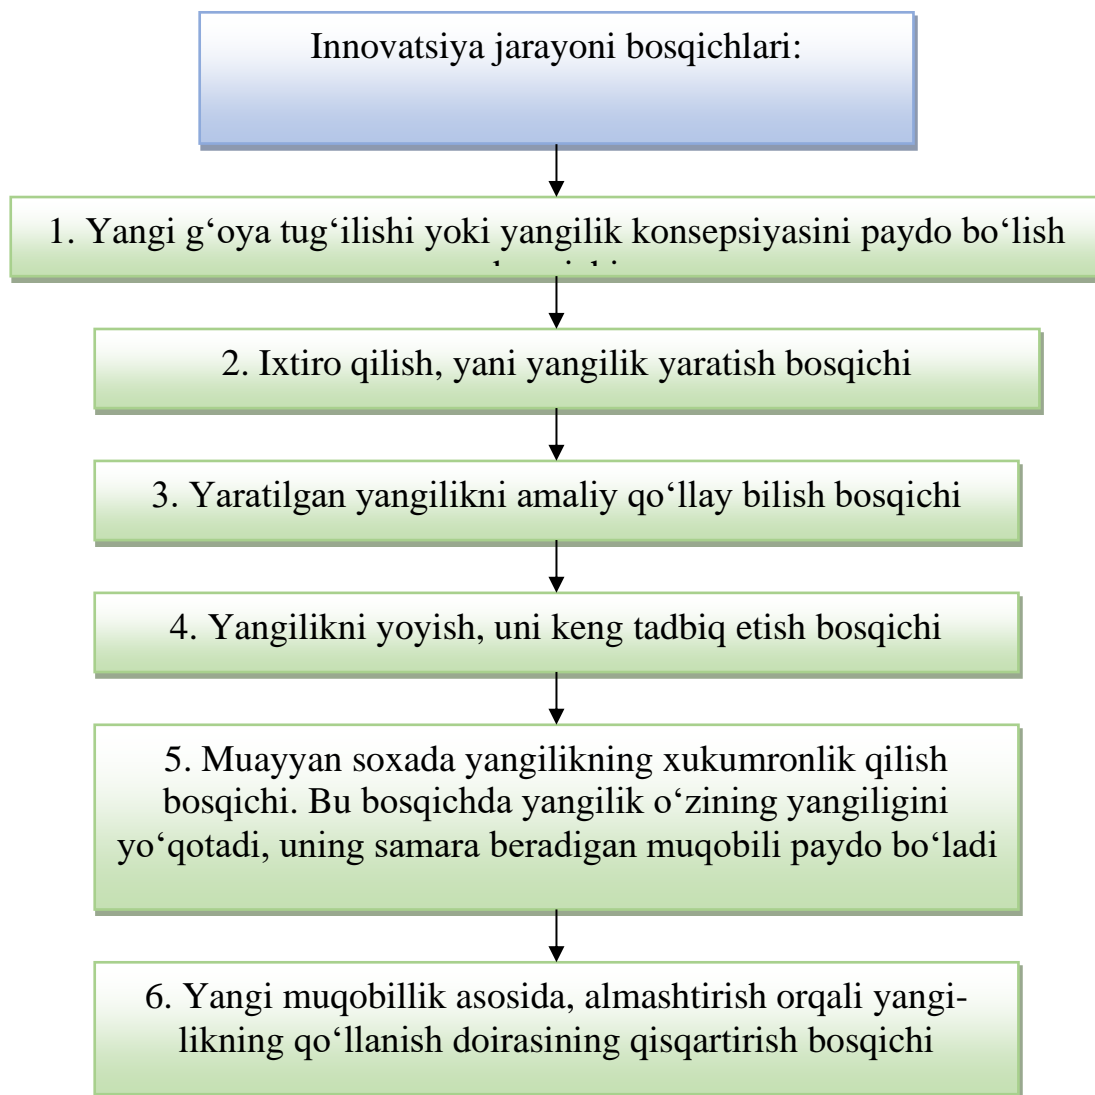 Innovatsiya jarayoni bosqichlari:
1. Yangi g‘oya tug‘ilishi yoki yangilik konsepsiyasini paydo bo‘lish
2. Ixtiro qilish, yani yangilik yaratish bosqichi
3. Yaratilgan yangilikni amaliy qo‘llay bilish bosqichi
4. Yangilikni yoyish, uni keng tadbiq etish bosqichi
5. Muayyan soxada yangilikning xukumronlik qilish
bosqichi. Bu bosqichda yangilik o‘zining yangiligini
yo‘qotadi, uning samara beradigan muqobili paydo bo‘ladi
6. Yangi muqobillik asosida, almashtirish orqali yangi-
likning qo‘llanish doirasining qisqartirish bosqichi